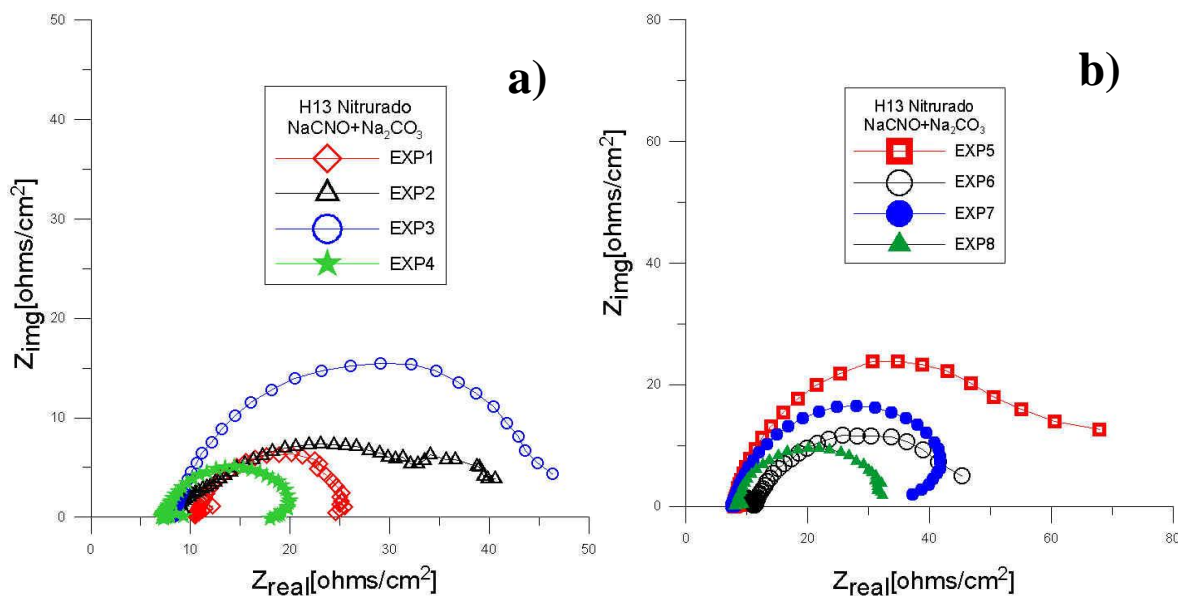 a)
50
40
30
20
10
0
Zimg[ohms/cm²]
H13 Nitrurado
NaCNO+Na₂CO₃
EXP1
EXP2
EXP3
EXP4
0 10 20 30 40 50
Zreal[ohms/cm²]
b)
80
60
40
20
0
Zimg[ohms/cm²]
H13 Nitrurado
NaCNO+Na₂CO₃
EXP5
EXP6
EXP7
EXP8
0 20 40 60 80
Zreal[ohms/cm²]